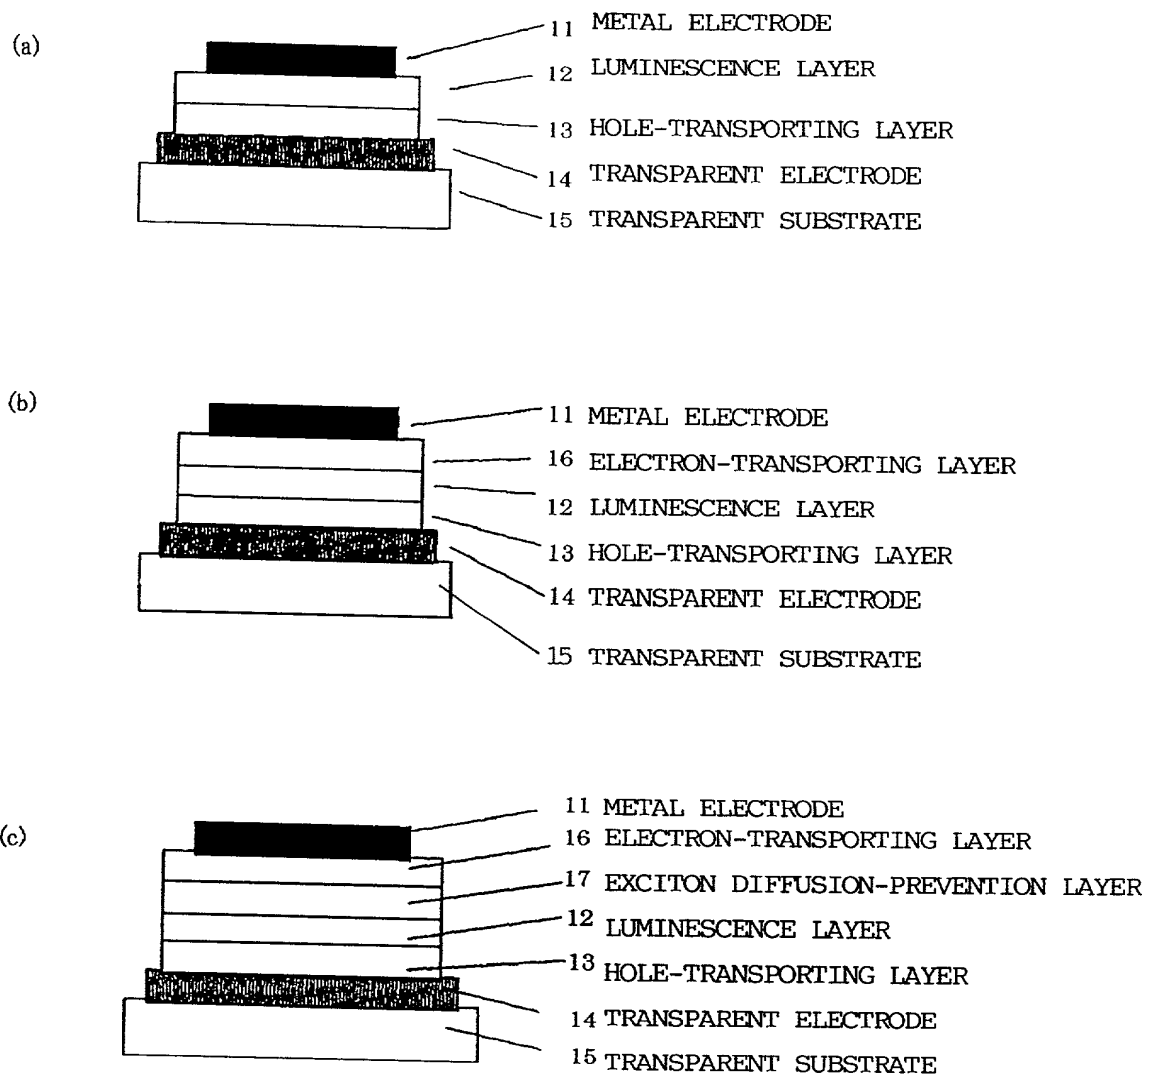 (a)
11 METAL ELECTRODE
12 LUMINESCENCE LAYER
13 HOLE-TRANSPORTING LAYER
14 TRANSPARENT ELECTRODE
15 TRANSPARENT SUBSTRATE
(b)
11 METAL ELECTRODE
16 ELECTRON-TRANSPORTING LAYER
12 LUMINESCENCE LAYER
13 HOLE-TRANSPORTING LAYER
14 TRANSPARENT ELECTRODE
15 TRANSPARENT SUBSTRATE
(c)
11 METAL ELECTRODE
16 ELECTRON-TRANSPORTING LAYER
17 EXCITON DIFFUSION-PREVENTION LAYER
12 LUMINESCENCE LAYER
13 HOLE-TRANSPORTING LAYER
14 TRANSPARENT ELECTRODE
15 TRANSPARENT SUBSTRATE